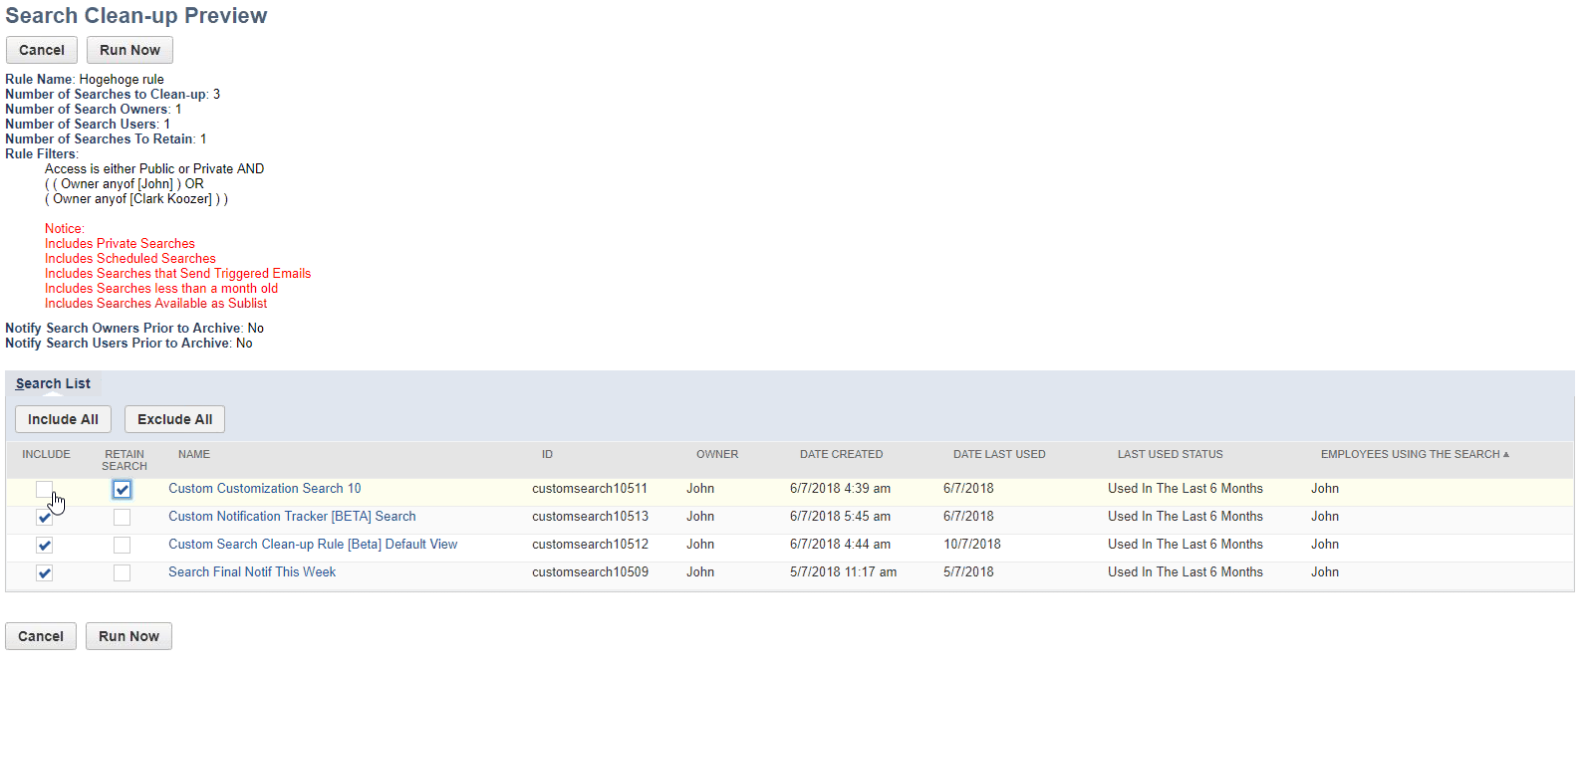 Search Clean-up Preview
Cancel Run Now
Rule Name: Hogehoge rule
Number of Searches to Clean-up: 3
Number of Search Owners: 1
Number of Search Users: 1
Number of Searches To Retain: 1
Rule Filters:
Access is either Public or Private AND
( ( Owner anyof [John] ) OR
( Owner anyof [Clark Koozer] ) )
Notice:
Includes Private Searches
Includes Scheduled Searches
Includes Searches that Send Triggered Emails
Includes Searches less than a month old
Includes Searches Available as Sublist
Notify Search Owners Prior to Archive: No
Notify Search Users Prior to Archive: No
Search List
Include All Exclude All
INCLUDE RETAIN SEARCH NAME ID OWNER DATE CREATED DATE LAST USED LAST USED STATUS EMPLOYEES USING THE SEARCH ▲
Custom Customization Search 10 customsearch10511 John 6/7/2018 4:39 am 6/7/2018 Used In The Last 6 Months John
Custom Notification Tracker [BETA] Search customsearch10513 John 6/7/2018 5:45 am 6/7/2018 Used In The Last 6 Months John
Custom Search Clean-up Rule [Beta] Default View customsearch10512 John 6/7/2018 4:44 am 10/7/2018 Used In The Last 6 Months John
Search Final Notif This Week customsearch10509 John 5/7/2018 11:17 am 5/7/2018 Used In The Last 6 Months John
Cancel Run Now